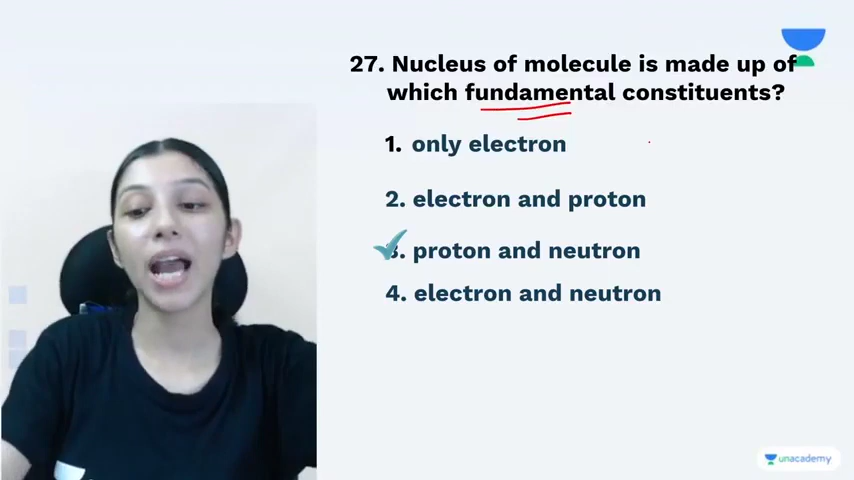 27. Nucleus of molecule is made up of
which fundamental constituents?
1. only electron
2. electron and proton
3. proton and neutron
4. electron and neutron
unacademy